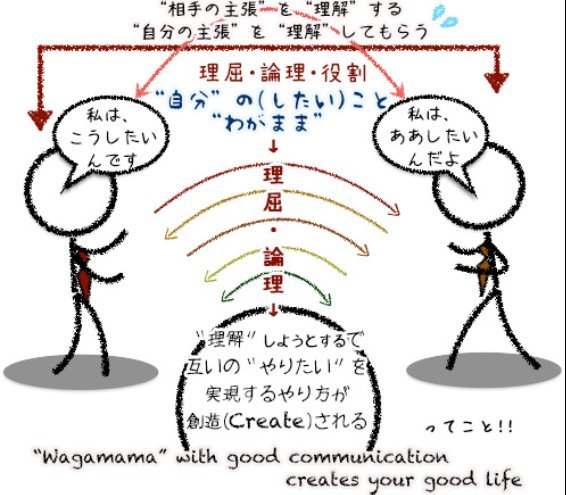 “相手の主張”を“理解”する
“自分の主張”を“理解”してもらう
理屈・論理・役割
“自分”の(したい)こと
“わがまま”
私は、
こうしたい
んです
私は、
ああしたい
んだよ
理屈・論理
“理解”しようとするで
互いの“やりたい”を
実現するやり方が
創造(Create)される
ってこと!!
“Wagamama” with good communication
creates your good life